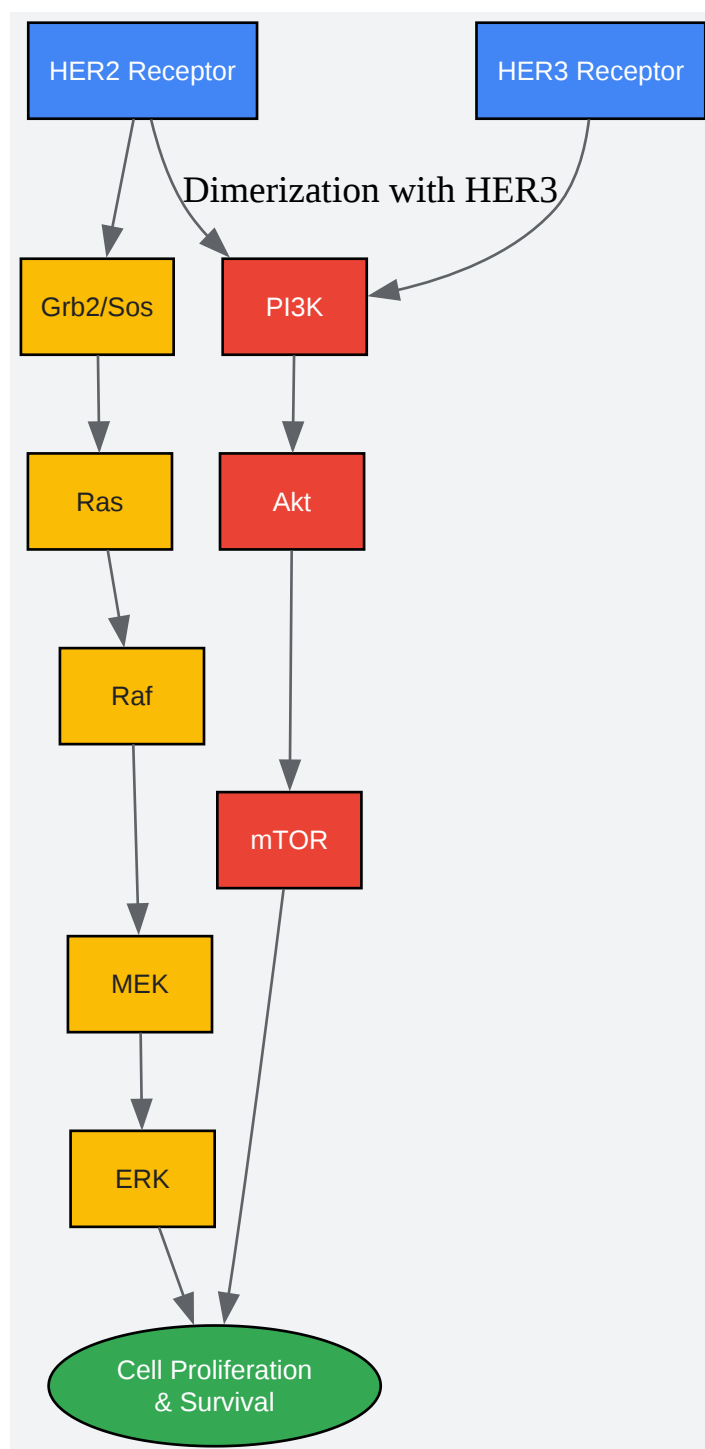 HER2 Receptor
HER3 Receptor
Dimerization with HER3
Grb2/Sos
PI3K
Ras
Akt
Raf
mTOR
MEK
ERK
Cell Proliferation
& Survival